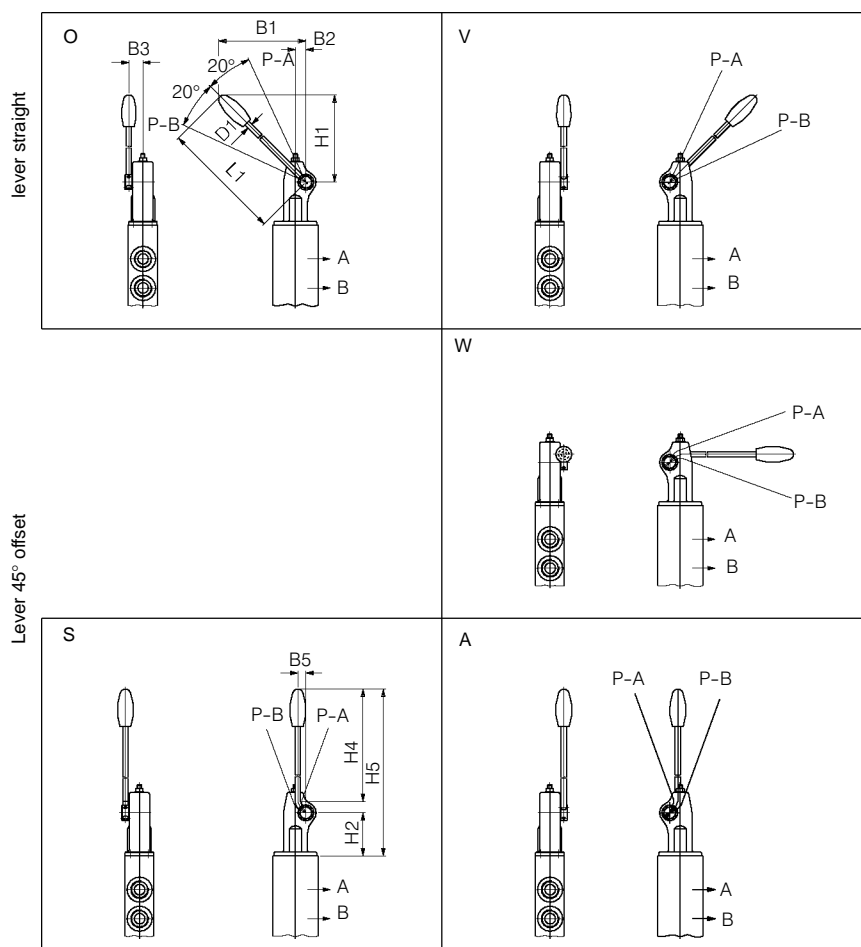 lever straight
O
B3
B1
B2
P-A
20°
20°
P-B
D1
H1
L1
A
B
V
P-A
P-B
A
B
Lever 45° offset
W
P-A
P-B
A
B
S
B5
P-B
P-A
H4
H5
H2
A
B
A
P-A
P-B
A
B